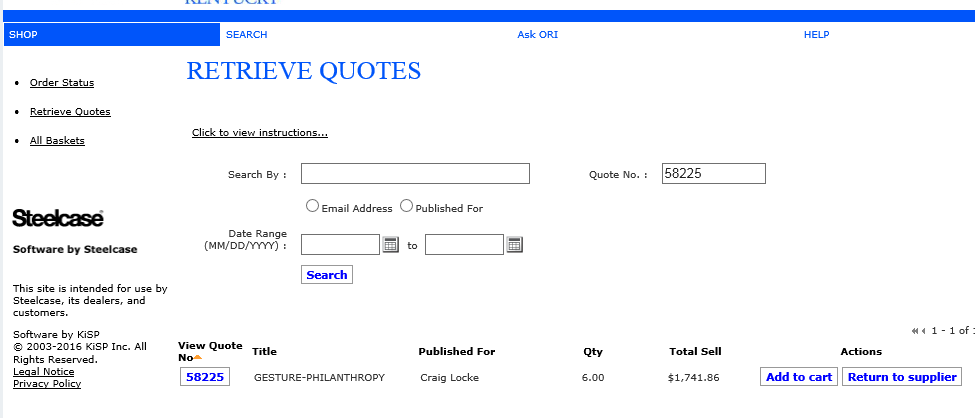 KENTUCKY
SHOP SEARCH Ask ORI HELP
RETRIEVE QUOTES
Order Status
Retrieve Quotes
All Baskets
Click to view instructions...
Search By : Quote No. : 58225
Email Address Published For
Date Range
(MM/DD/YYYY) : to
Search
Steelcase
Software by Steelcase
This site is intended for use by
Steelcase, its dealers, and
customers.
Software by KiSP
© 2003-2016 KiSP Inc. All
Rights Reserved.
Legal Notice
Privacy Policy
1 - 1 of
View Quote
No Title Published For Qty Total Sell Actions
58225 GESTURE-PHILANTHROPY Craig Locke 6.00 $1,741.86 Add to cart Return to supplier